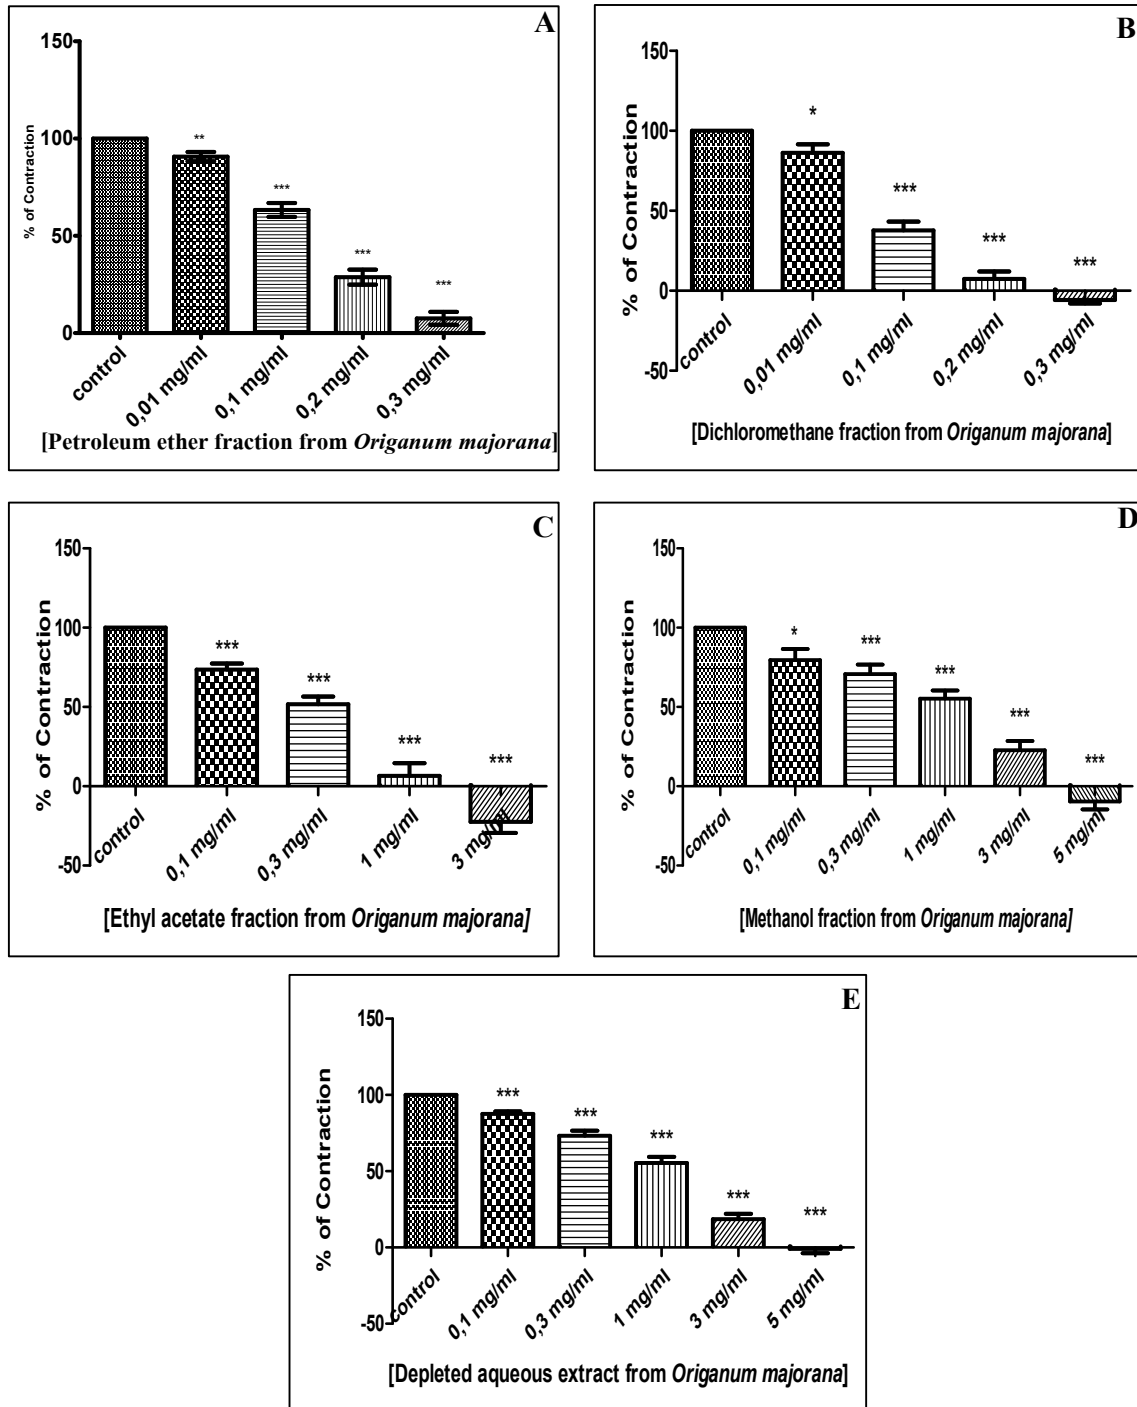 A
150
100
50
0
% of Contraction
**
***
***
***
control
0,01 mg/ml
0,1 mg/ml
0,2 mg/ml
0,3 mg/ml
[Petroleum ether fraction from Origanum majorana]
B
150
100
50
0
-50
% of Contraction
*
***
***
***
control
0,01 mg/ml
0,1 mg/ml
0,2 mg/ml
0,3 mg/ml
[Dichloromethane fraction from Origanum majorana]
C
150
100
50
0
-50
% of Contraction
***
***
***
***
control
0,1 mg/ml
0,3 mg/ml
1 mg/ml
3 mg/ml
[Ethyl acetate fraction from Origanum majorana]
D
150
100
50
0
-50
% of Contraction
*
***
***
***
***
control
0,1 mg/ml
0,3 mg/ml
1 mg/ml
3 mg/ml
5 mg/ml
[Methanol fraction from Origanum majorana]
E
150
100
50
0
-50
% of Contraction
***
***
***
***
***
control
0,1 mg/ml
0,3 mg/ml
1 mg/ml
3 mg/ml
5 mg/ml
[Depleted aqueous extract from Origanum majorana]